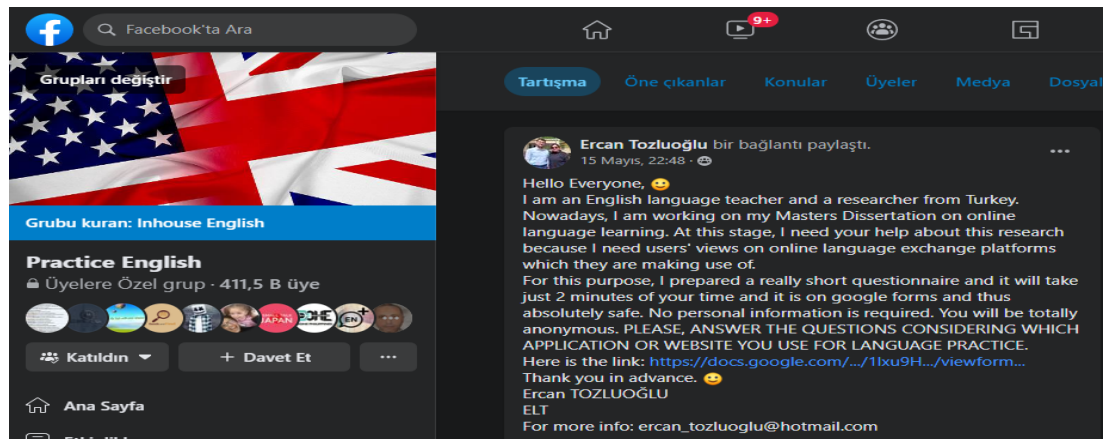 Facebook'ta Ara
9+
Grupları değiştir
Grubu kuran: Inhouse English
Practice English
Üyelere Özel grup · 411,5 B üye
JAPAN
EN+
Katıldın
+ Davet Et
Ana Sayfa
Tartışma Öne çıkanlar Konular Üyeler Medya Dosyal
Ercan Tozluoğlu bir bağlantı paylaştı.
15 Mayıs, 22:48 ·
Hello Everyone, 🙂
I am an English language teacher and a researcher from Turkey.
Nowadays, I am working on my Masters Dissertation on online
language learning. At this stage, I need your help about this research
because I need users' views on online language exchange platforms
which they are making use of.
For this purpose, I prepared a really short questionnaire and it will take
just 2 minutes of your time and it is on google forms and thus
absolutely safe. No personal information is required. You will be totally
anonymous. PLEASE, ANSWER THE QUESTIONS CONSIDERING WHICH
APPLICATION OR WEBSITE YOU USE FOR LANGUAGE PRACTICE.
Here is the link: https://docs.google.com/.../1Ixu9H.../viewform...
Thank you in advance. 🙂
Ercan TOZLUOĞLU
ELT
For more info: ercan_tozluoglu@hotmail.com